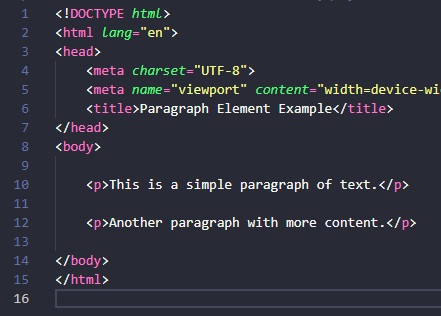 1 <!DOCTYPE html>
2 <html lang="en">
3 <head>
4 <meta charset="UTF-8">
5 <meta name="viewport" content="width=device-wi
6 <title>Paragraph Element Example</title>
7 </head>
8 <body>
9
10 <p>This is a simple paragraph of text.</p>
11
12 <p>Another paragraph with more content.</p>
13
14 </body>
15 </html>
16